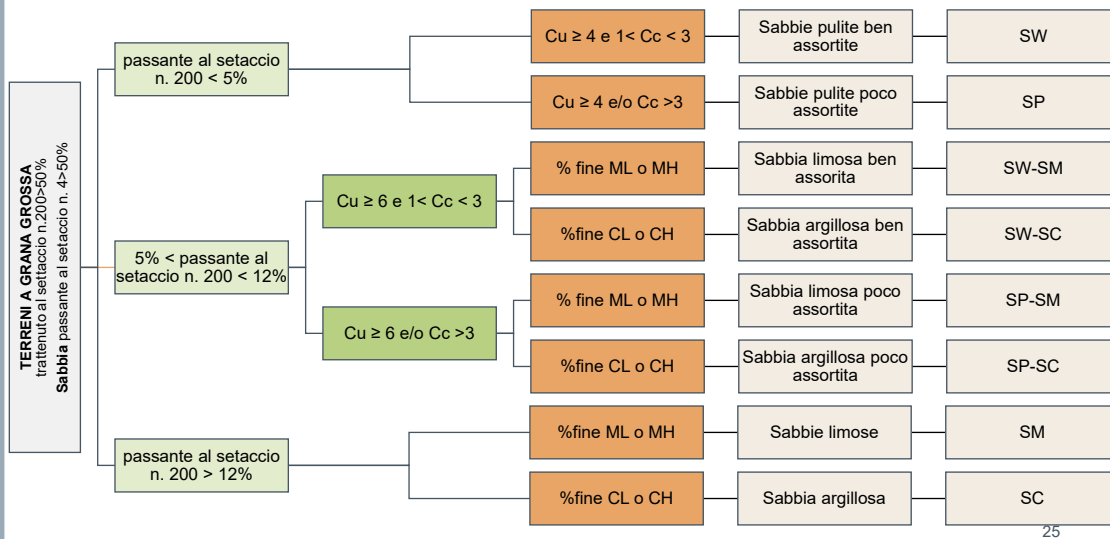 TERRENI A GRANA GROSSA
trattenuto al settaccio n.200>50%
Sabbia passante al setaccio n. 4>50%
passante al setaccio
n. 200 < 5%
Cu ≥ 4 e 1< Cc < 3
Sabbie pulite ben
assortite
SW
Cu ≥ 4 e/o Cc >3
Sabbie pulite poco
assortite
SP
5% < passante al
setaccio n. 200 < 12%
Cu ≥ 6 e 1< Cc < 3
% fine ML o MH
Sabbia limosa ben
assorita
SW-SM
%fine CL o CH
Sabbia argillosa ben
assortita
SW-SC
Cu ≥ 6 e/o Cc >3
% fine ML o MH
Sabbia limosa poco
assortita
SP-SM
%fine CL o CH
Sabbia argillosa poco
assortita
SP-SC
passante al setaccio
n. 200 > 12%
%fine ML o MH
Sabbie limose
SM
%fine CL o CH
Sabbia argillosa
SC
25